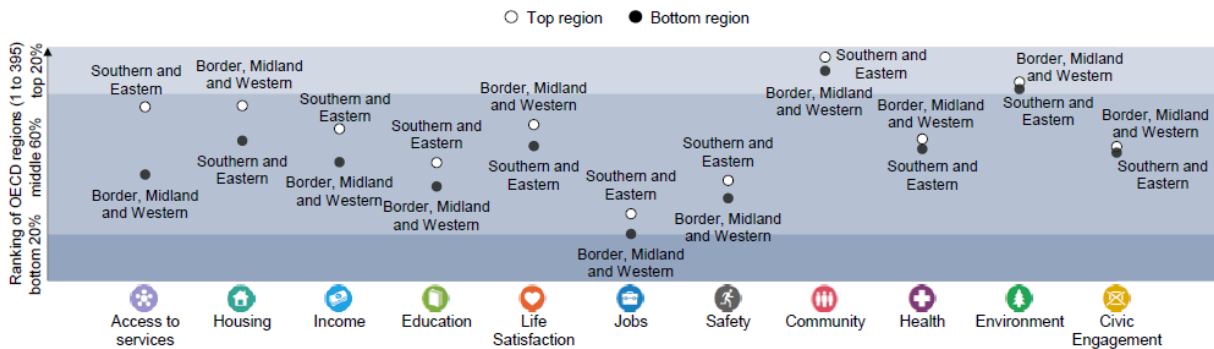 Top region
Bottom region
Ranking of OECD regions (1 to 395)
top 20%
middle 60%
bottom 20%
Southern and
Eastern
Border, Midland
and Western
Border, Midland
and Western
Southern and
Eastern
Southern and
Eastern
Border, Midland
and Western
Southern and
Eastern
Border, Midland
and Western
Border, Midland
and Western
Southern and
Eastern
Southern and
Eastern
Border, Midland
and Western
Southern and
Eastern
Border, Midland
and Western
Southern and
Eastern
Border, Midland
and Western
Border, Midland
and Western
Southern and
Eastern
Border, Midland
and Western
Southern and
Eastern
Border, Midland
and Western
Southern and
Eastern
Access to
services
Housing
Income
Education
Life
Satisfaction
Jobs
Safety
Community
Health
Environment
Civic
Engagement